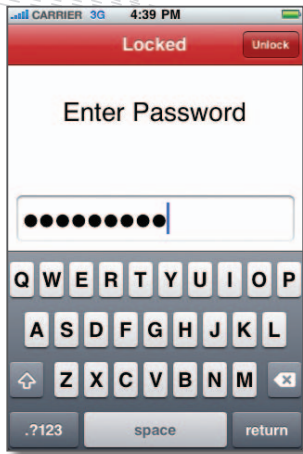 CARRIER 3G 4:39 PM
Locked Unlock
Enter Password
●●●●●●●●●
Q W E R T Y U I O P
A S D F G H J K L
Z X C V B N M
.?123 space return